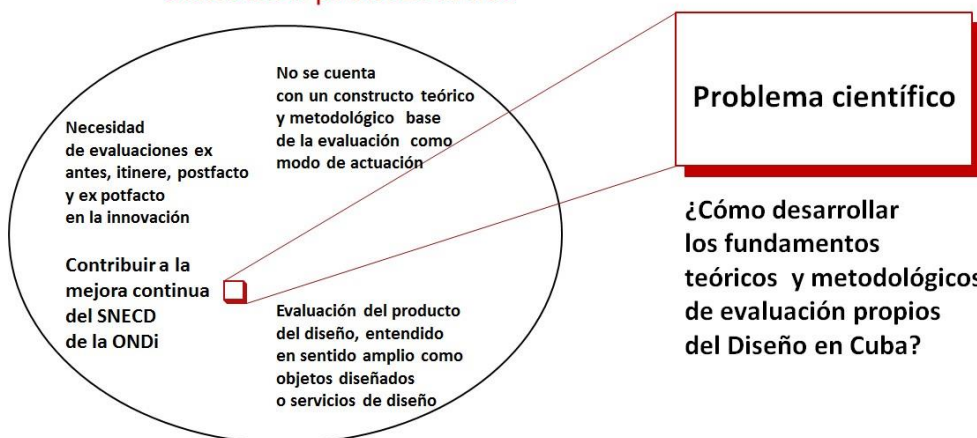 No se cuenta
con un constructo teórico
y metodológico base
de la evaluación como
modo de actuación
Necesidad
de evaluaciones ex
antes, itinere, postfacto
y ex potfacto
en la innovación
Contribuir a la
mejora continua
del SNECD
de la ONDi
Evaluación del producto
del diseño, entendido
en sentido amplio como
objetos diseñados
o servicios de diseño
Problema científico
¿Cómo desarrollar
los fundamentos
teóricos y metodológicos
de evaluación propios
del Diseño en Cuba?